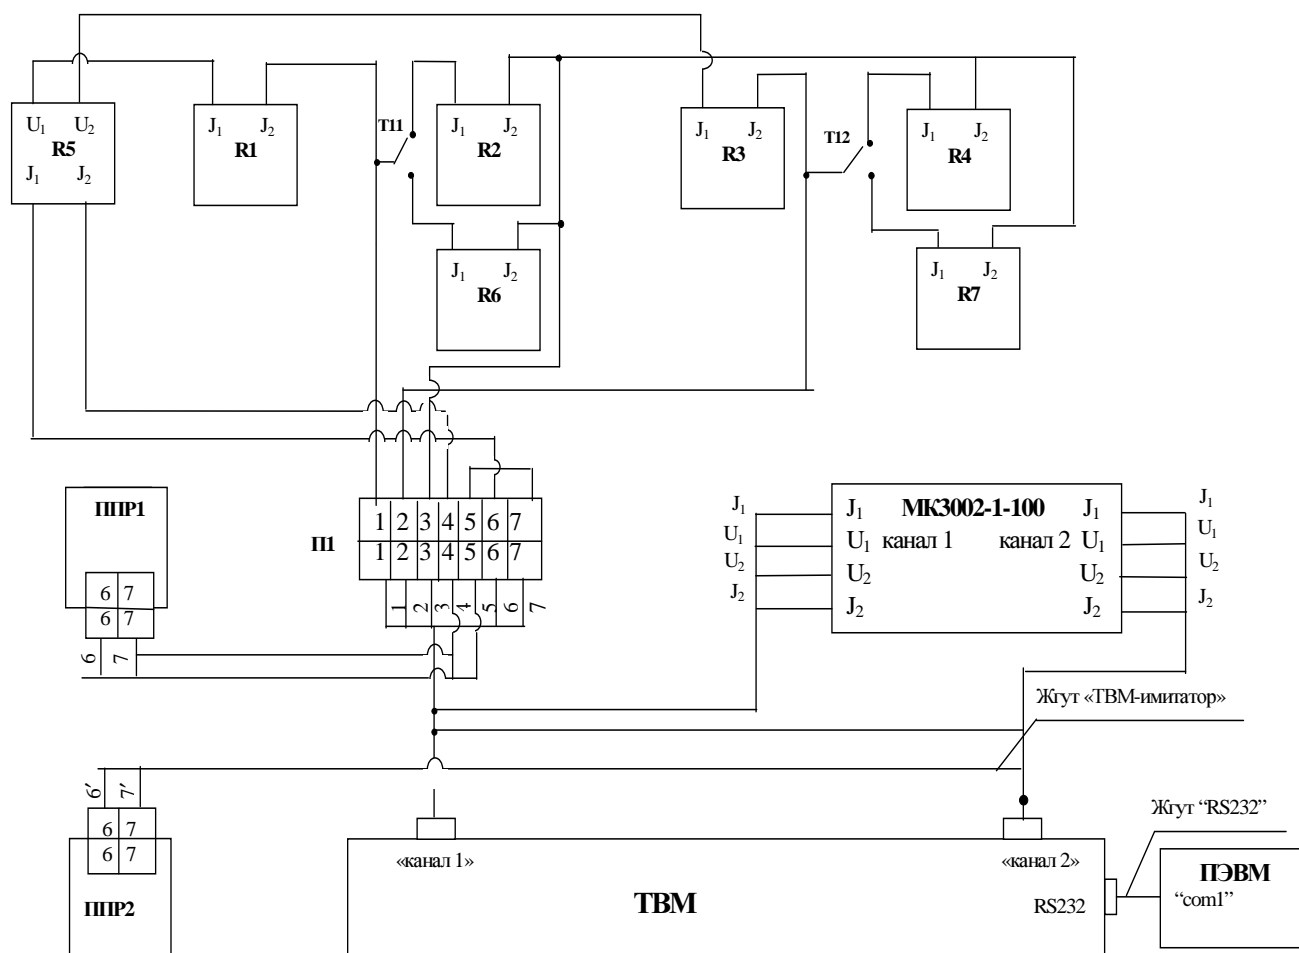 U₁ U₂
R5
J₁ J₂
J₁ J₂
R1
T11
J₁ J₂
R2
J₁ J₂
R3
T12
J₁ J₂
R4
J₁ J₂
R6
J₁ J₂
R7
ППР1
6 7
6 7
6 7
П1
1 2 3 4 5 6 7
1 2 3 4 5 6 7
1 2 3 4 5 6 7
J₁
U₁
U₂
J₂
МК3002-1-100
J₁ J₁
U₁ канал 1 канал 2 U₁
U₂ U₂
J₂ J₂
J₁
U₁
U₂
J₂
Жгут «ТВМ-имитатор»
6′ 7′
6 7
6 7
ППР2
«канал 1»
«канал 2»
ТВМ
RS232
Жгут “RS232”
ПЭВМ
“com1”